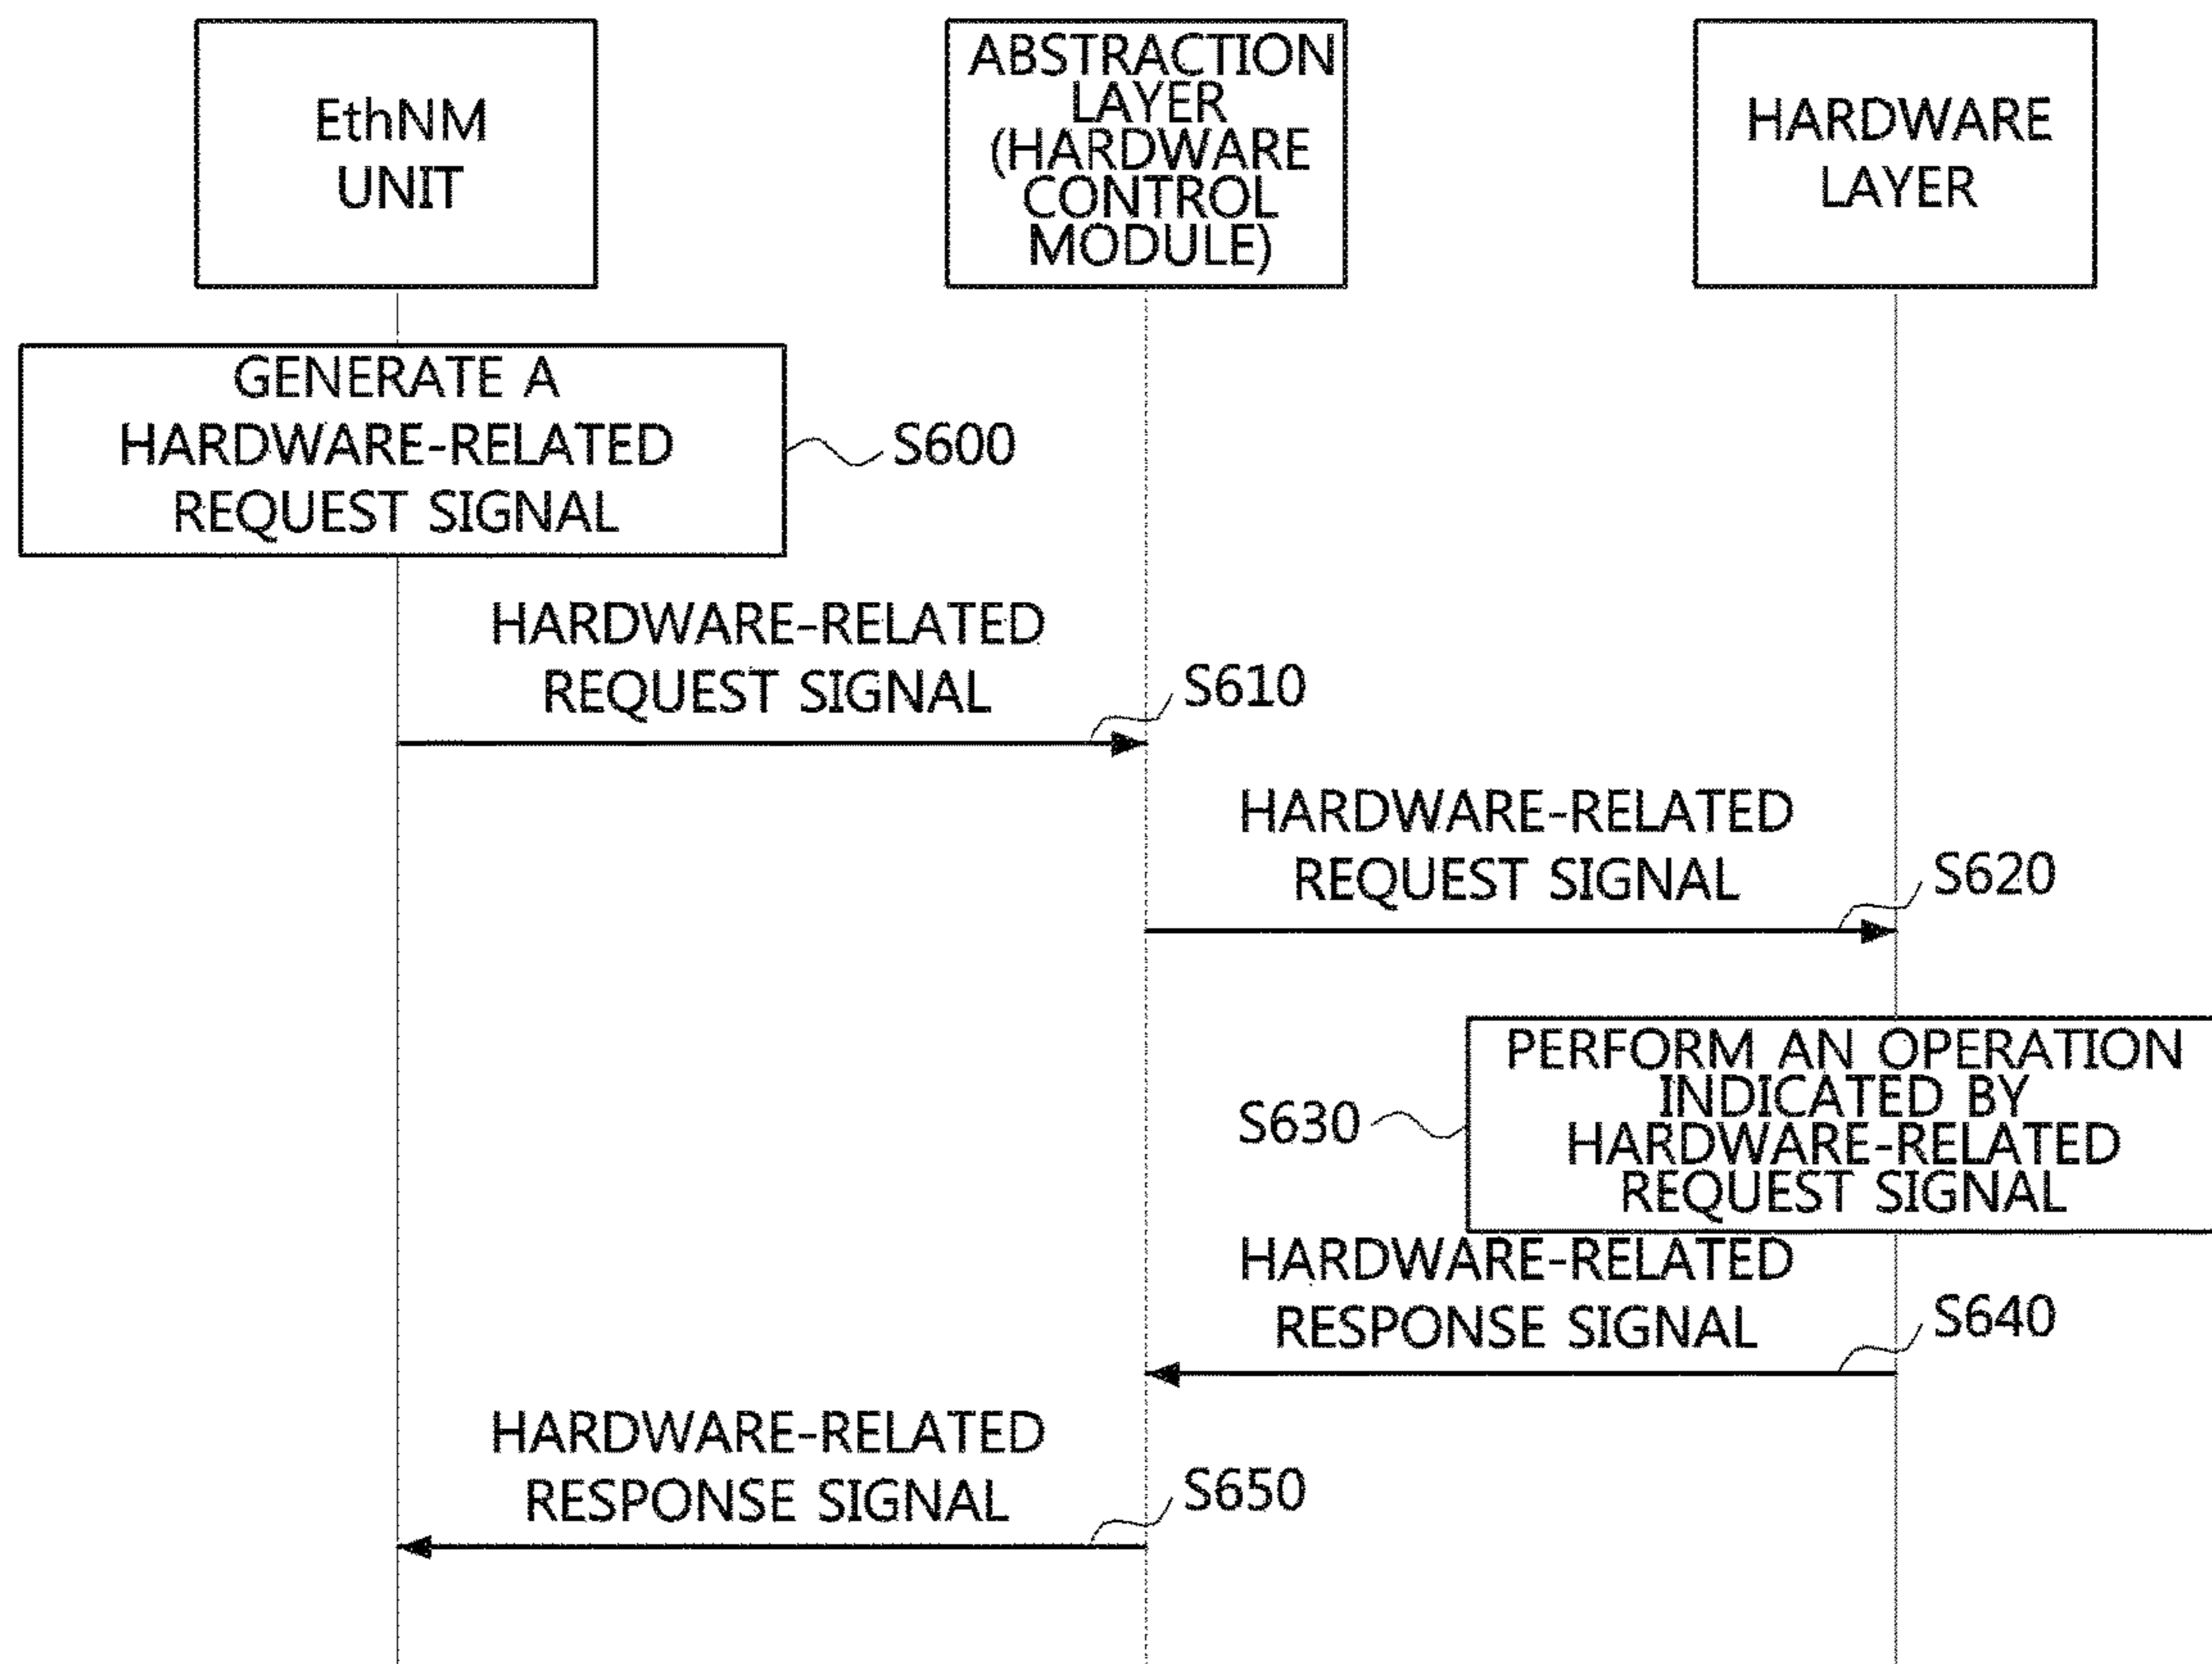 EthNM
UNIT
ABSTRACTION
LAYER
(HARDWARE
CONTROL
MODULE)
HARDWARE
LAYER
GENERATE A
HARDWARE-RELATED
REQUEST SIGNAL
S600
HARDWARE-RELATED
REQUEST SIGNAL
S610
HARDWARE-RELATED
REQUEST SIGNAL
S620
PERFORM AN OPERATION
INDICATED BY
HARDWARE-RELATED
REQUEST SIGNAL
S630
HARDWARE-RELATED
RESPONSE SIGNAL
S640
HARDWARE-RELATED
RESPONSE SIGNAL
S650